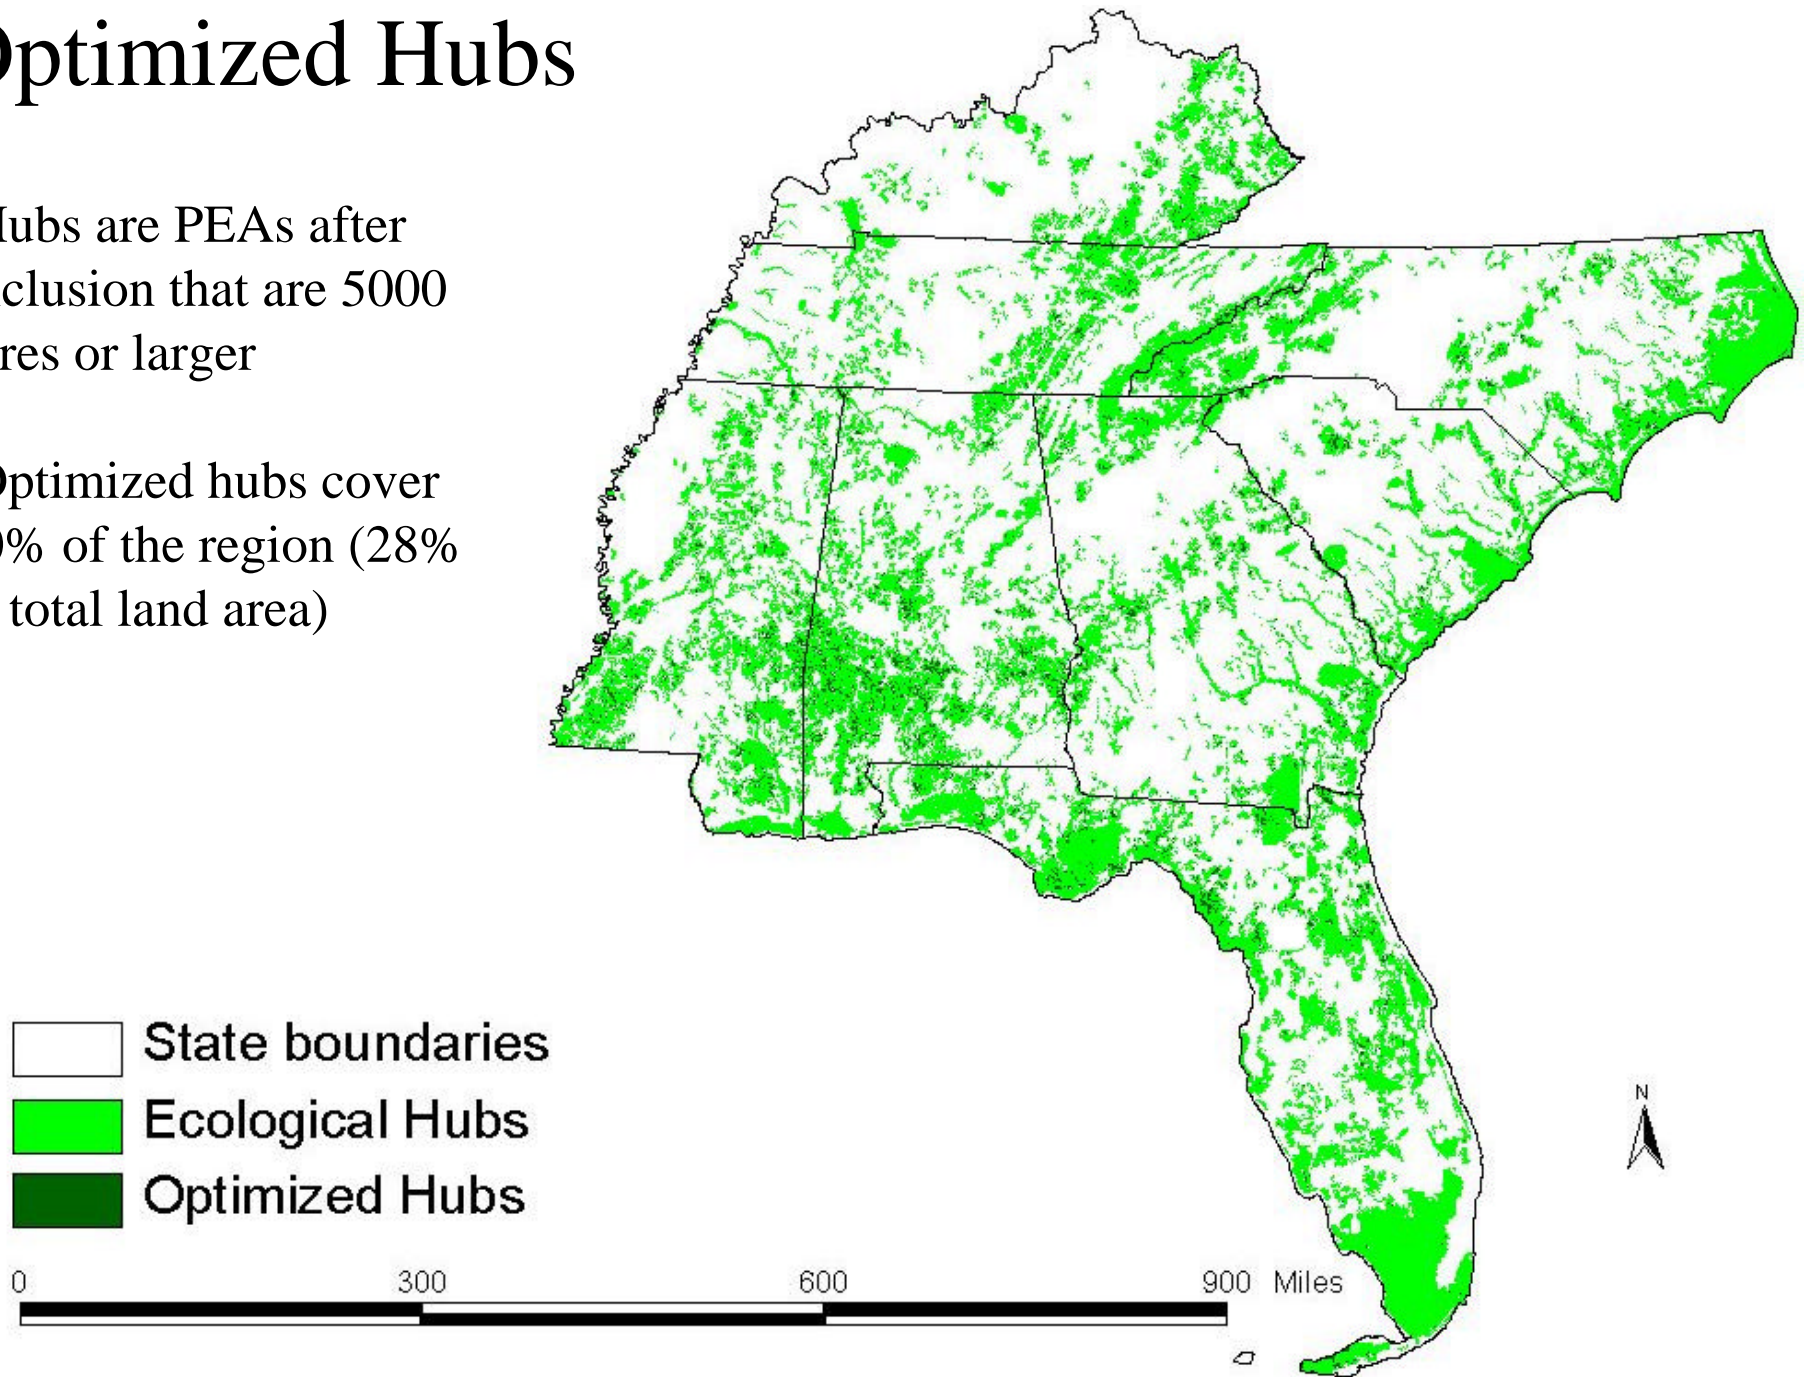 ptimized Hubs
ubs are PEAs after
clusion that are 5000
res or larger
ptimized hubs cover
% of the region (28%
total land area)
State boundaries
Ecological Hubs
Optimized Hubs
0 300 600 900 Miles
N